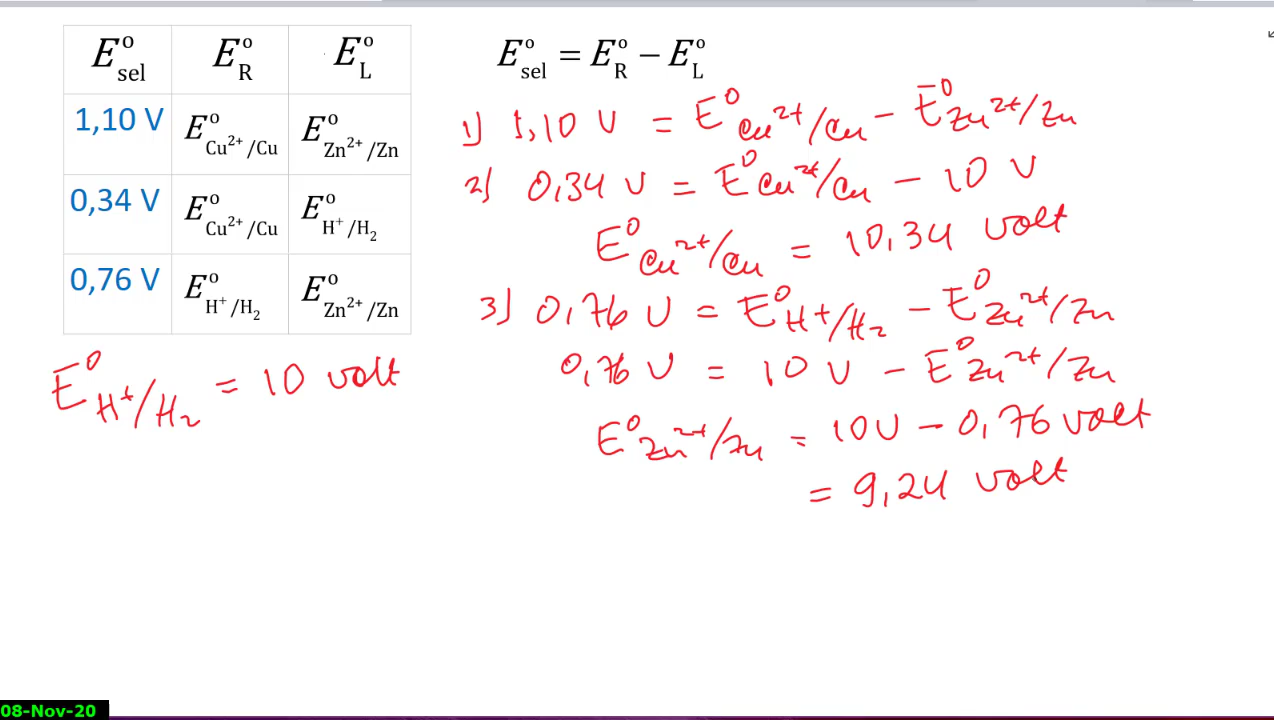 E°sel E°R E°L
1,10 V E°Cu²⁺/Cu E°Zn²⁺/Zn
0,34 V E°Cu²⁺/Cu E°H⁺/H₂
0,76 V E°H⁺/H₂ E°Zn²⁺/Zn
E°H⁺/H₂ = 10 volt
E°sel = E°R − E°L
1) 1,10 V = E°Cu²⁺/Cu − E°Zn²⁺/Zn
2) 0,34 V = E°Cu²⁺/Cu − 10 V
E°Cu²⁺/Cu = 10,34 volt
3) 0,76 V = E°H⁺/H₂ − E°Zn²⁺/Zn
0,76 V = 10 V − E°Zn²⁺/Zn
E°Zn²⁺/Zn = 10V − 0,76 volt
= 9,24 volt
08-Nov-20